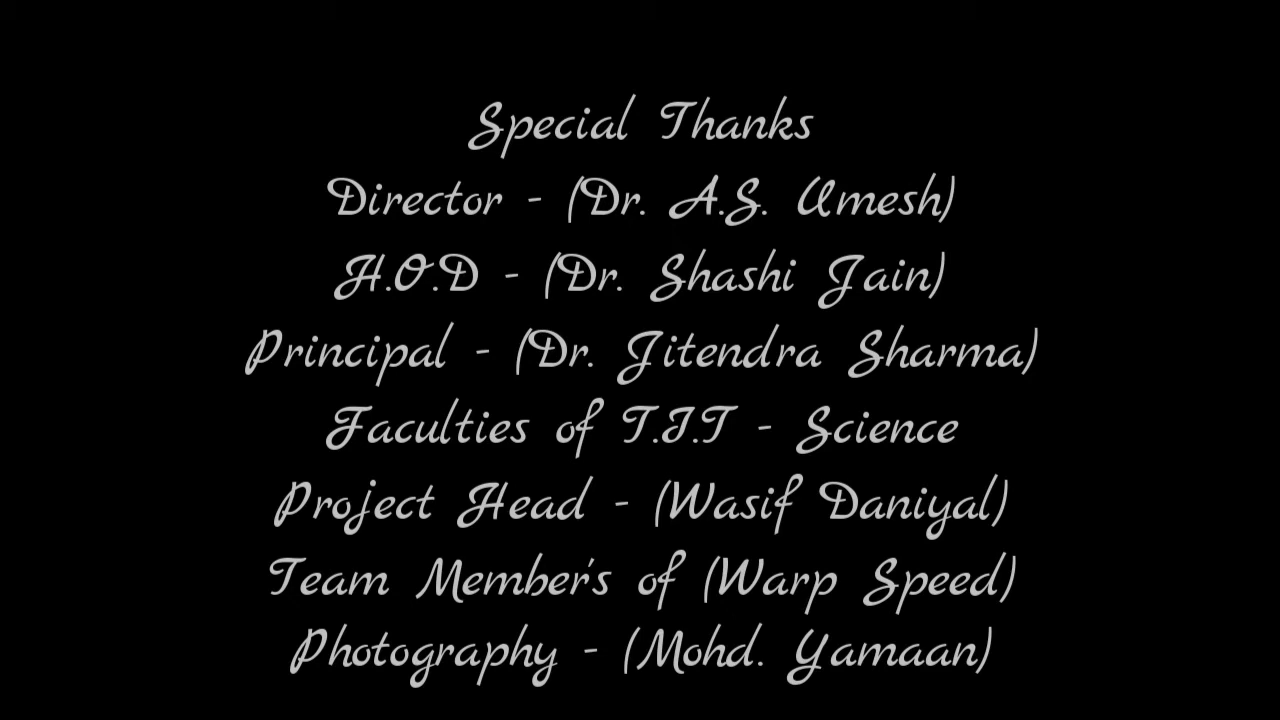 Special Thanks
Director - (Dr. A.S. Umesh)
H.O.D - (Dr. Shashi Jain)
Principal - (Dr. Jitendra Sharma)
Faculties of T.I.T - Science
Project Head - (Wasif Daniyal)
Team Member's of (Warp Speed)
Photography - (Mohd. Yamaan)